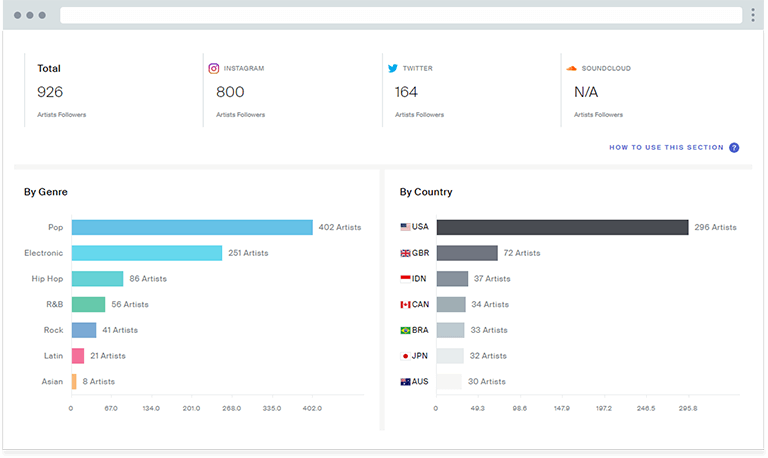 Total
926
Artists Followers
INSTAGRAM
800
Artists Followers
TWITTER
164
Artists Followers
SOUNDCLOUD
N/A
Artists Followers
HOW TO USE THIS SECTION ?
By Genre
Pop 402 Artists
Electronic 251 Artists
Hip Hop 86 Artists
R&B 56 Artists
Rock 41 Artists
Latin 21 Artists
Asian 8 Artists
0 67.0 134.0 201.0 268.0 335.0 402.0
By Country
USA 296 Artists
GBR 72 Artists
IDN 37 Artists
CAN 34 Artists
BRA 33 Artists
JPN 32 Artists
AUS 30 Artists
0 49.3 98.6 147.9 197.2 246.5 295.8